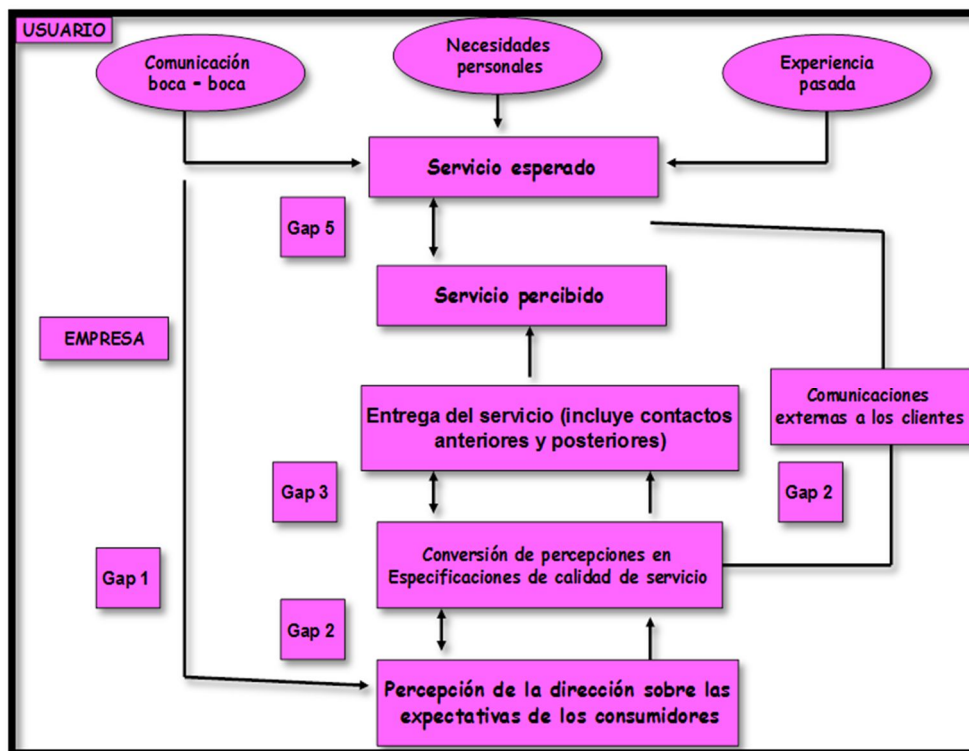 USUARIO
Comunicación
boca - boca
Necesidades
personales
Experiencia
pasada
Servicio esperado
Gap 5
Servicio percibido
EMPRESA
Entrega del servicio (incluye contactos
anteriores y posteriores)
Comunicaciones
externas a los clientes
Gap 3
Gap 2
Conversión de percepciones en
Especificaciones de calidad de servicio
Gap 1
Gap 2
Percepción de la dirección sobre las
expectativas de los consumidores